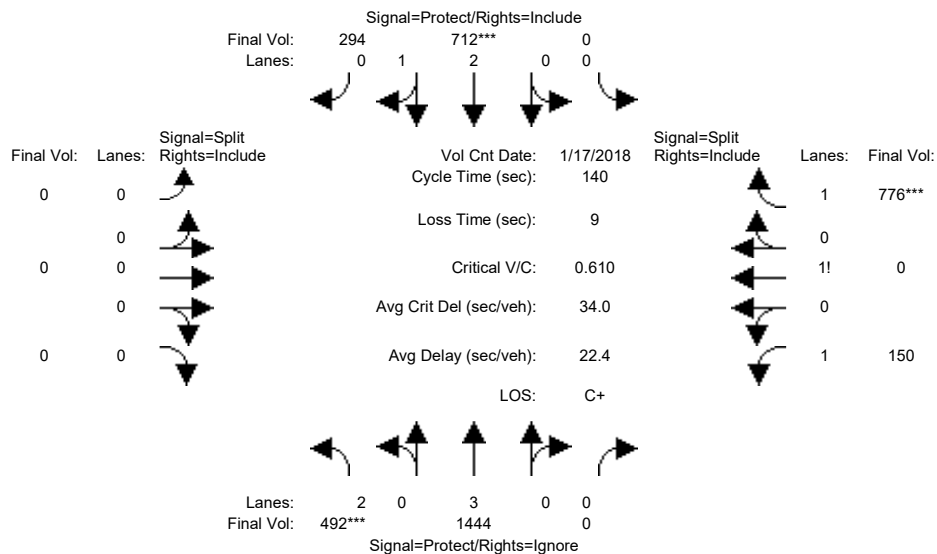 Signal=Protect/Rights=Include
Final Vol: 294 712*** 0
Lanes: 0 1 2 0 0
Signal=Split
Final Vol: Lanes: Rights=Include
Vol Cnt Date: 1/17/2018
Signal=Split
Rights=Include Lanes: Final Vol:
Cycle Time (sec): 140
0 0 1 776***
Loss Time (sec): 9
0 0
0 0 Critical V/C: 0.610 1! 0
0 Avg Crit Del (sec/veh): 34.0 0
0 0 Avg Delay (sec/veh): 22.4 1 150
LOS: C+
Lanes: 2 0 3 0 0
Final Vol: 492*** 1444 0
Signal=Protect/Rights=Ignore